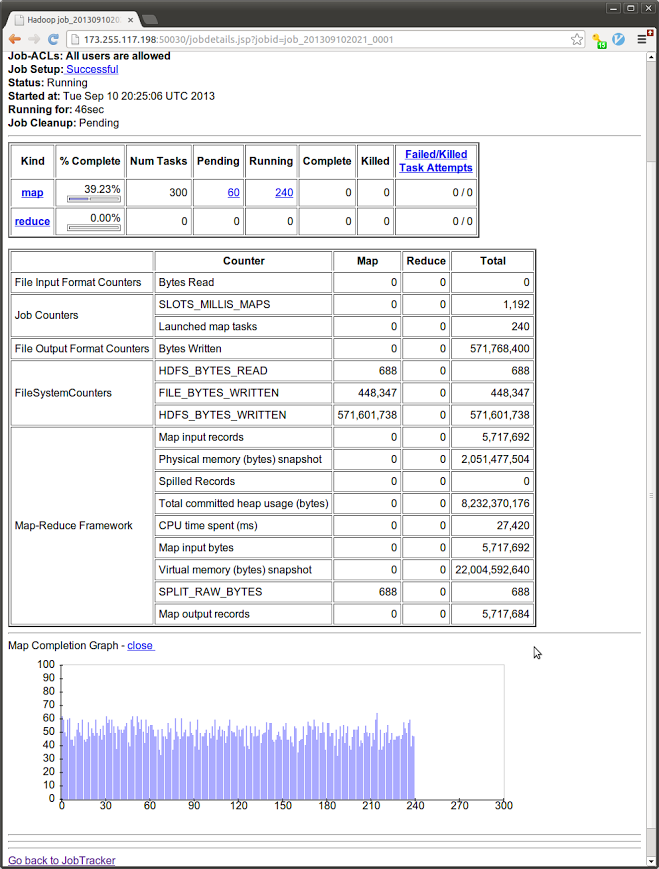 Hadoop job_201309102021_0001
173.255.117.198:50030/jobdetails.jsp?jobid=job_201309102021_0001
15
Job-ACLs: All users are allowed
Job Setup: Successful
Status: Running
Started at: Tue Sep 10 20:25:06 UTC 2013
Running for: 46sec
Job Cleanup: Pending
Kind % Complete Num Tasks Pending Running Complete Killed Failed/Killed Task Attempts
map 39.23% 300 60 240 0 0 0 / 0
reduce 0.00% 0 0 0 0 0 0 / 0
Counter Map Reduce Total
File Input Format Counters Bytes Read 0 0 0
Job Counters SLOTS_MILLIS_MAPS 0 0 1,192
Launched map tasks 0 0 240
File Output Format Counters Bytes Written 0 0 571,768,400
FileSystemCounters HDFS_BYTES_READ 688 0 688
FILE_BYTES_WRITTEN 448,347 0 448,347
HDFS_BYTES_WRITTEN 571,601,738 0 571,601,738
Map-Reduce Framework Map input records 0 0 5,717,692
Physical memory (bytes) snapshot 0 0 2,051,477,504
Spilled Records 0 0 0
Total committed heap usage (bytes) 0 0 8,232,370,176
CPU time spent (ms) 0 0 27,420
Map input bytes 0 0 5,717,692
Virtual memory (bytes) snapshot 0 0 22,004,592,640
SPLIT_RAW_BYTES 688 0 688
Map output records 0 0 5,717,684
Map Completion Graph - close
100
90
80
70
60
50
40
30
20
10
0
0 30 60 90 120 150 180 210 240 270 300
Go back to JobTracker